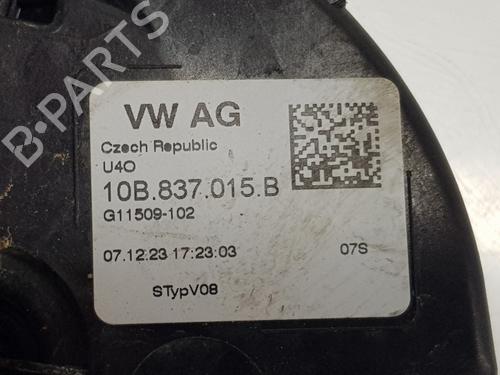 B-PARTS
VW AG
Czech Republic
U4O
10B.837.015.B
G11509-102
07.12.23 17:23:03 07S
STypV08